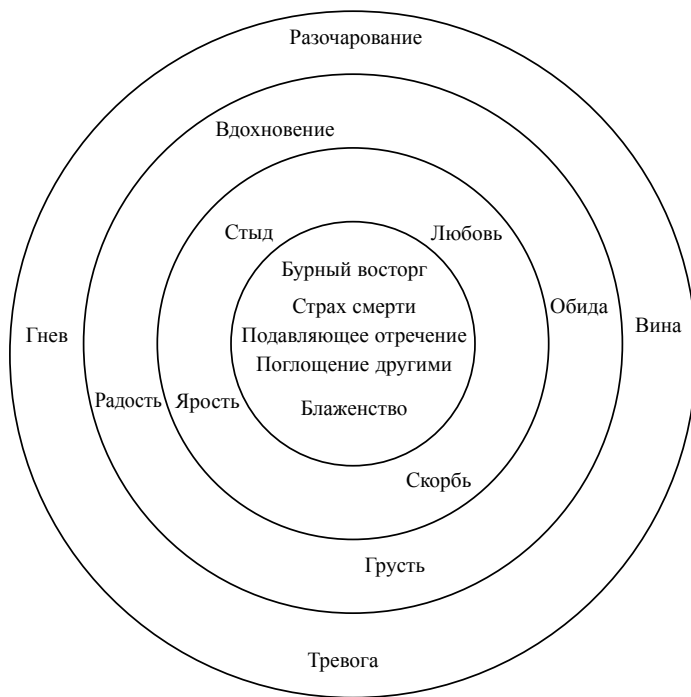 Разочарование
Вдохновение
Стыд
Любовь
Бурный восторг
Страх смерти
Обида
Вина
Гнев
Подавляющее отречение
Поглощение другими
Радость
Ярость
Блаженство
Скорбь
Грусть
Тревога